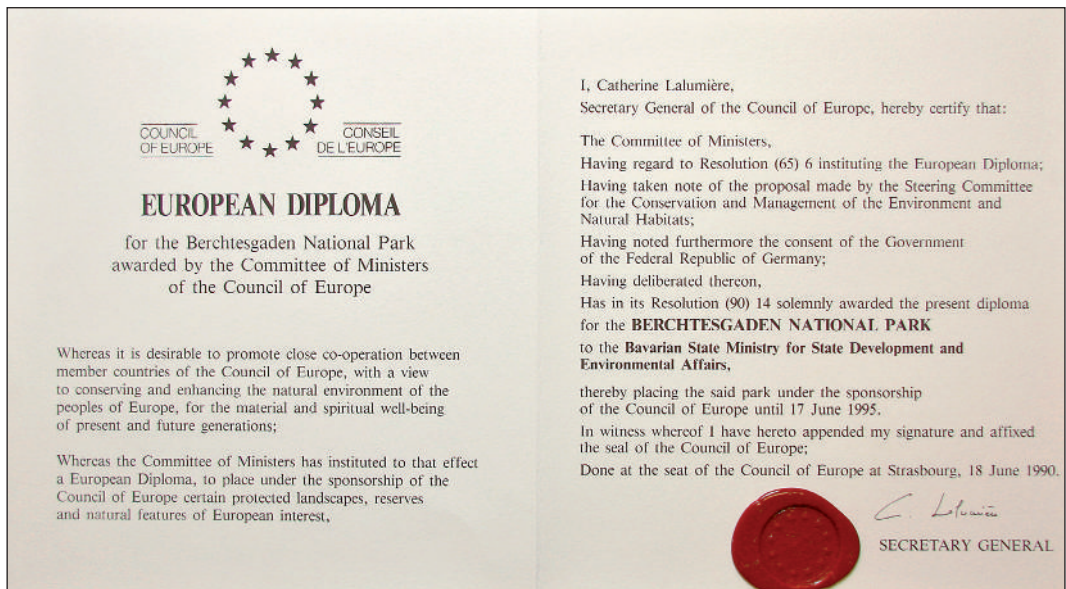 COUNCIL
OF EUROPE
CONSEIL
DE L'EUROPE
EUROPEAN DIPLOMA
for the Berchtesgaden National Park
awarded by the Committee of Ministers
of the Council of Europe
Whereas it is desirable to promote close co-operation between
member countries of the Council of Europe, with a view
to conserving and enhancing the natural environment of the
peoples of Europe, for the material and spiritual well-being
of present and future generations;
Whereas the Committee of Ministers has instituted to that effect
a European Diploma, to place under the sponsorship of the
Council of Europe certain protected landscapes, reserves
and natural features of European interest,
I, Catherine Lalumière,
Secretary General of the Council of Europe, hereby certify that:
The Committee of Ministers,
Having regard to Resolution (65) 6 instituting the European Diploma;
Having taken note of the proposal made by the Steering Committee
for the Conservation and Management of the Environment and
Natural Habitats;
Having noted furthermore the consent of the Government
of the Federal Republic of Germany;
Having deliberated thereon,
Has in its Resolution (90) 14 solemnly awarded the present diploma
for the BERCHTESGADEN NATIONAL PARK
to the Bavarian State Ministry for State Development and
Environmental Affairs,
thereby placing the said park under the sponsorship
of the Council of Europe until 17 June 1995.
In witness whereof I have hereto appended my signature and affixed
the seal of the Council of Europe;
Done at the seat of the Council of Europe at Strasbourg, 18 June 1990.
C. Lalumière
SECRETARY GENERAL